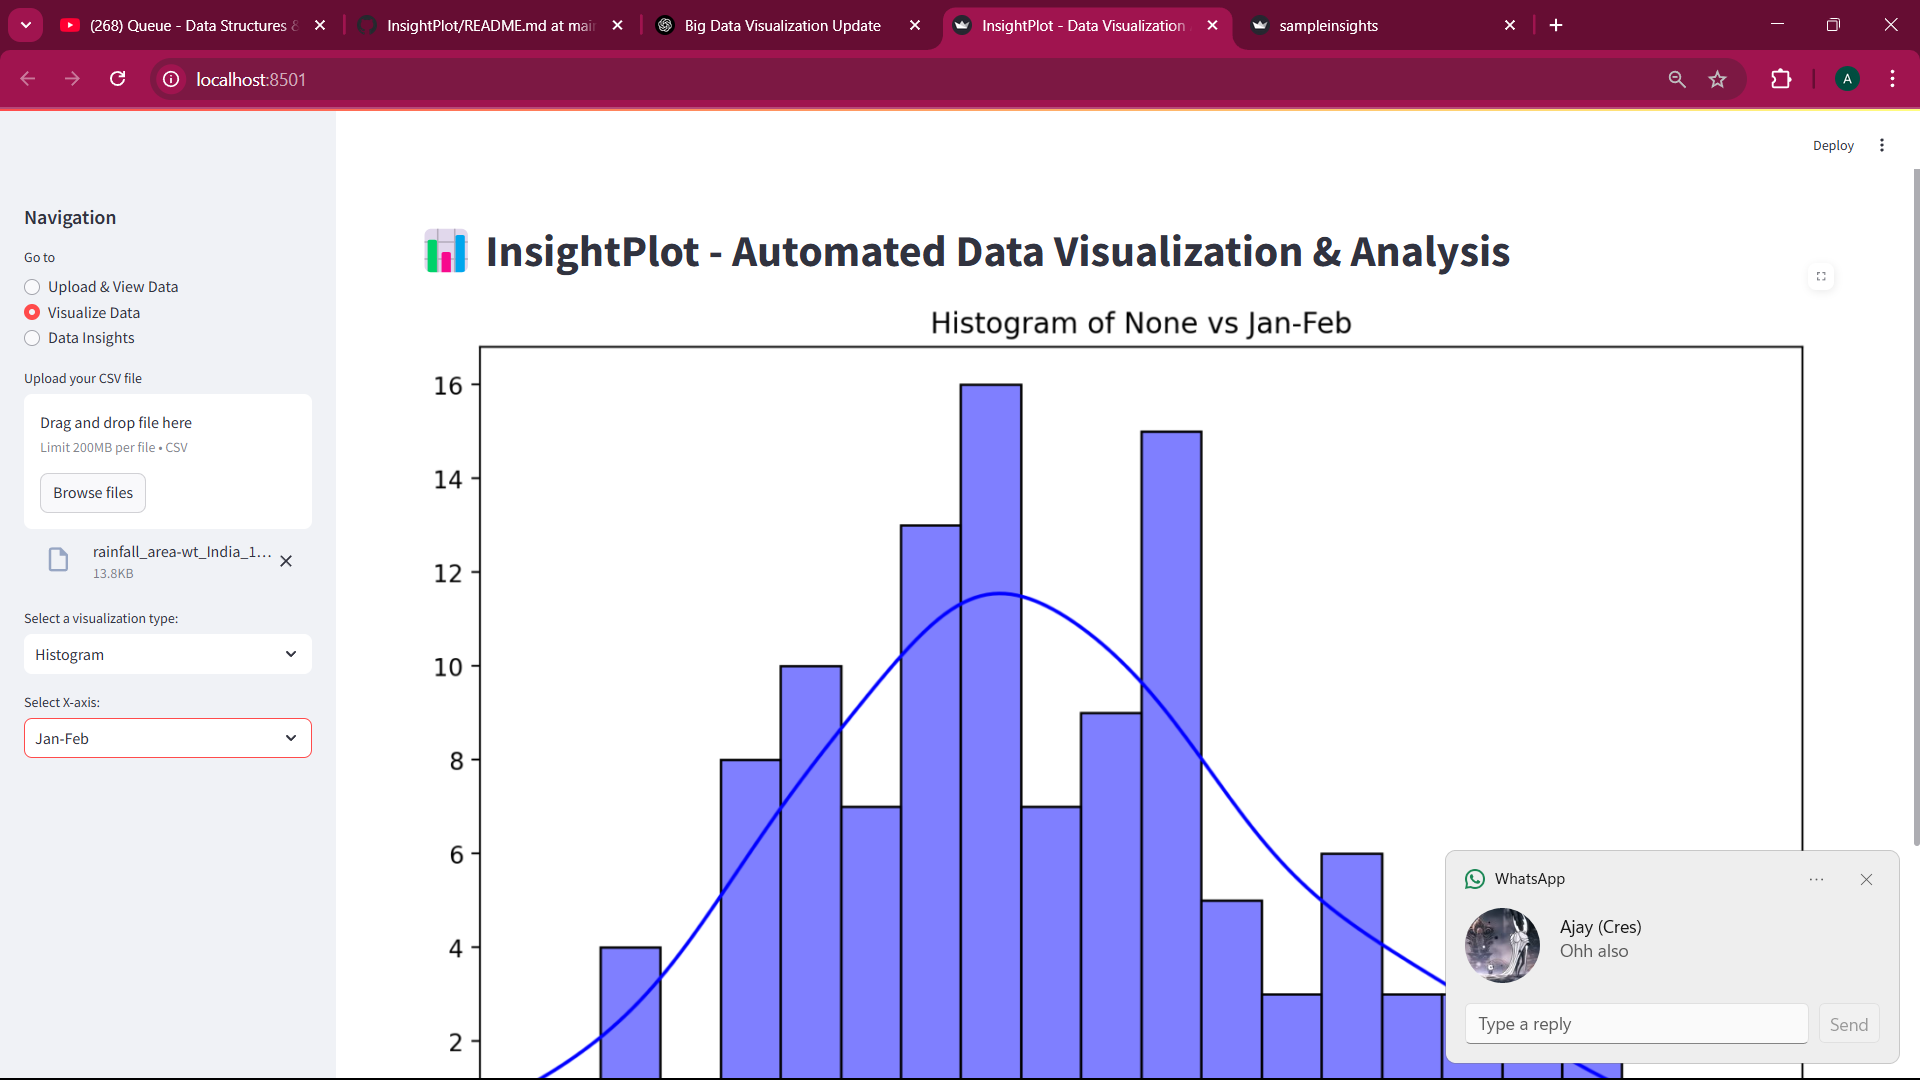 (268) Queue - Data Structures &
InsightPlot/README.md at mai
Big Data Visualization Update
InsightPlot - Data Visualization
sampleinsights
localhost:8501
A
Deploy
Navigation
Go to
Upload & View Data
Visualize Data
Data Insights
Upload your CSV file
Drag and drop file here
Limit 200MB per file • CSV
Browse files
rainfall_area-wt_India_1...
13.8KB
Select a visualization type:
Histogram
Select X-axis:
Jan-Feb
InsightPlot - Automated Data Visualization & Analysis
Histogram of None vs Jan-Feb
16
14
12
10
8
6
4
2
WhatsApp
Ajay (Cres)
Ohh also
Type a reply
Send